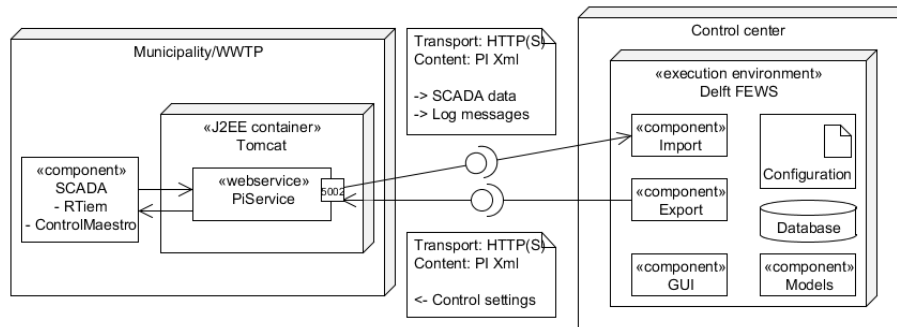 Municipality/WWTP
«J2EE container»
Tomcat
«component»
SCADA
- RTiem
- ControlMaestro
«webservice»
PiService
5002
Transport: HTTP(S)
Content: PI Xml
-> SCADA data
-> Log messages
Transport: HTTP(S)
Content: PI Xml
<- Control settings
Control center
«execution environment»
Delft FEWS
«component»
Import
Configuration
«component»
Export
Database
«component»
GUI
«component»
Models